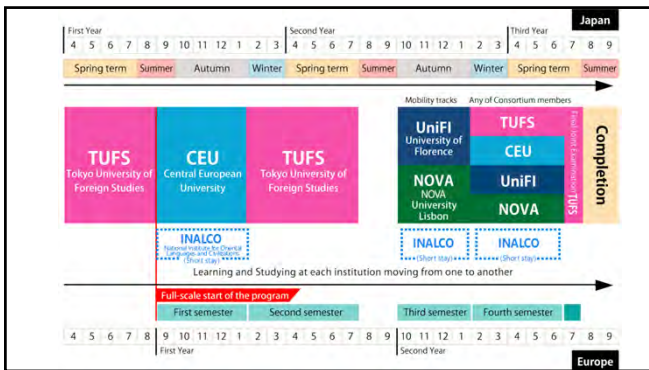 Japan
First Year Second Year Third Year
4 5 6 7 8 9 10 11 12 1 2 3 4 5 6 7 8 9 10 11 12 1 2 3 4 5 6 7 8 9
Spring term Summer Autumn Winter Spring term Summer Autumn Winter Spring term Summer
Mobility tracks Any of Consortium members
TUFS
Tokyo University of
Foreign Studies
CEU
Central European
University
TUFS
Tokyo University of
Foreign Studies
UniFI
University of
Florence
NOVA
NOVA
University
Lisbon
TUFS
CEU
UniFI
NOVA
Final Joint Examination TUFS
Completion
INALCO
National Institute for Oriental
Languages and Civilizations
(Short stay)
INALCO
(Short stay)
INALCO
(Short stay)
Learning and Studying at each institution moving from one to another
Full-scale start of the program
First semester Second semester Third semester Fourth semester
4 5 6 7 8 9 10 11 12 1 2 3 4 5 6 7 8 9 10 11 12 1 2 3 4 5 6 7 8 9
First Year Second Year
Europe